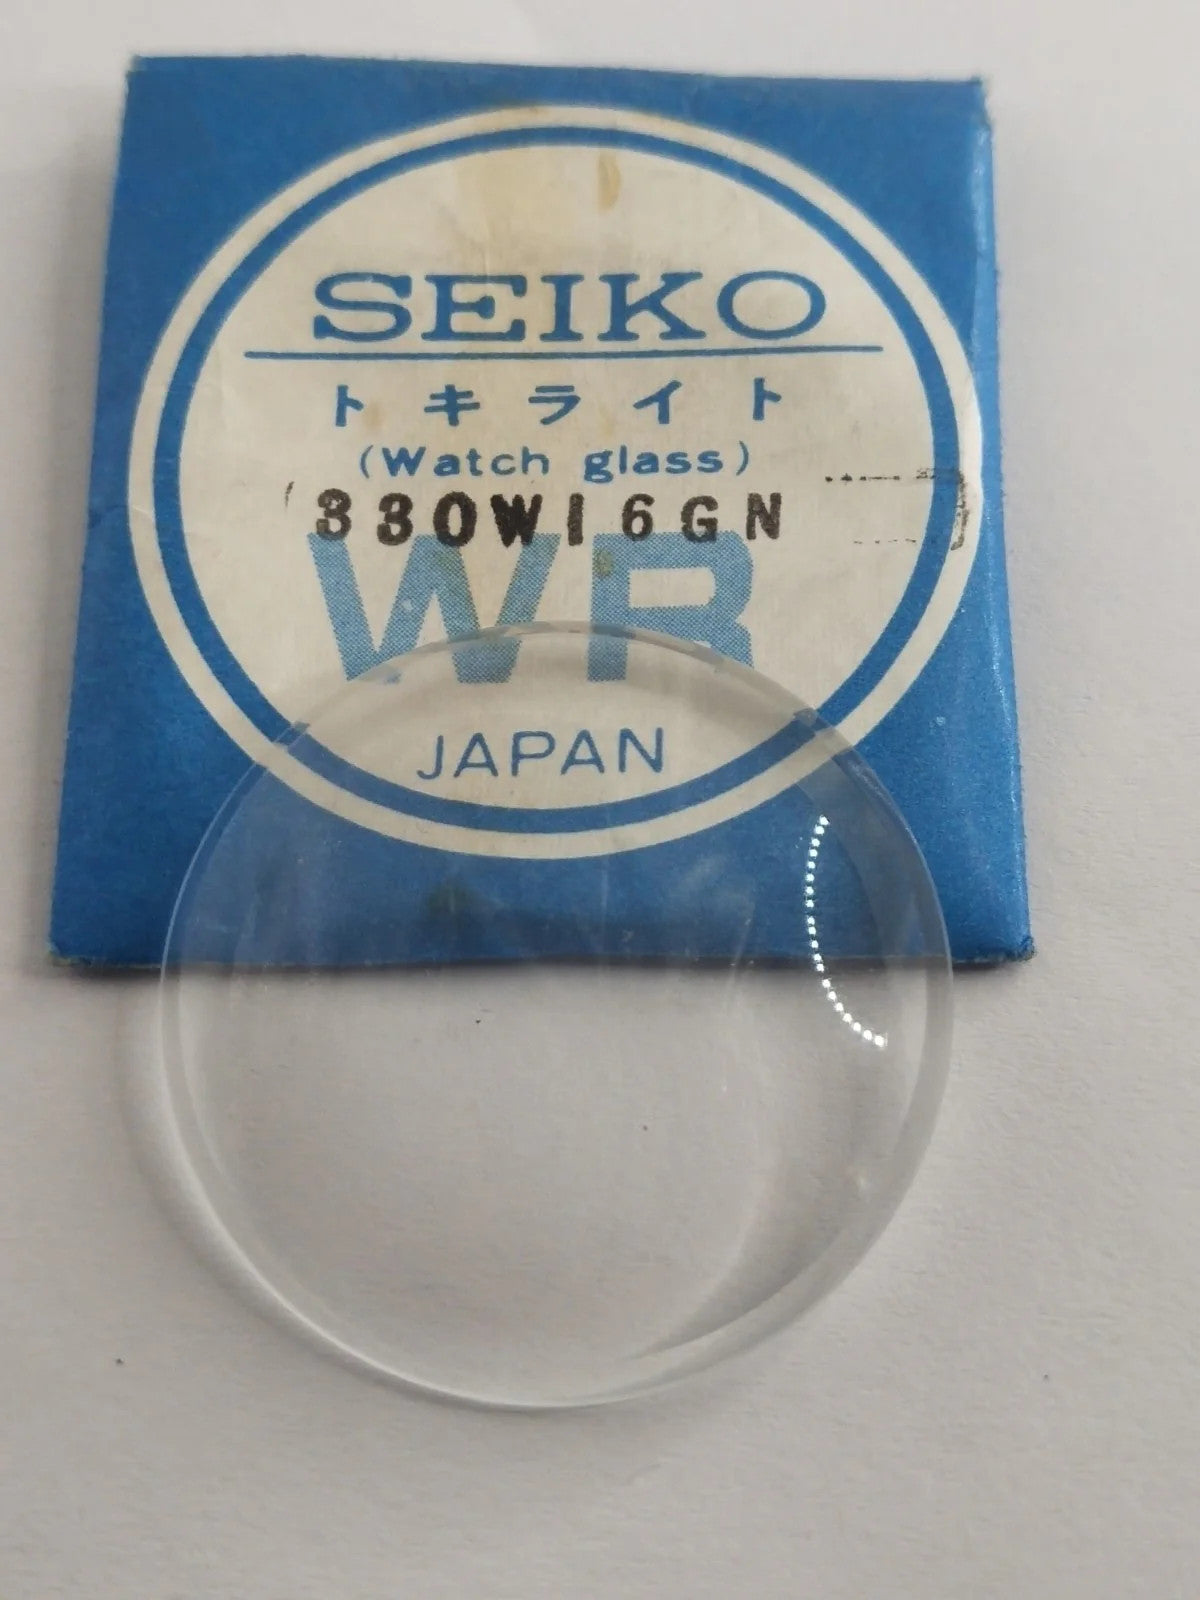 SEIKO
トキライト
(Watch glass)
330W16GN
WR
JAPAN